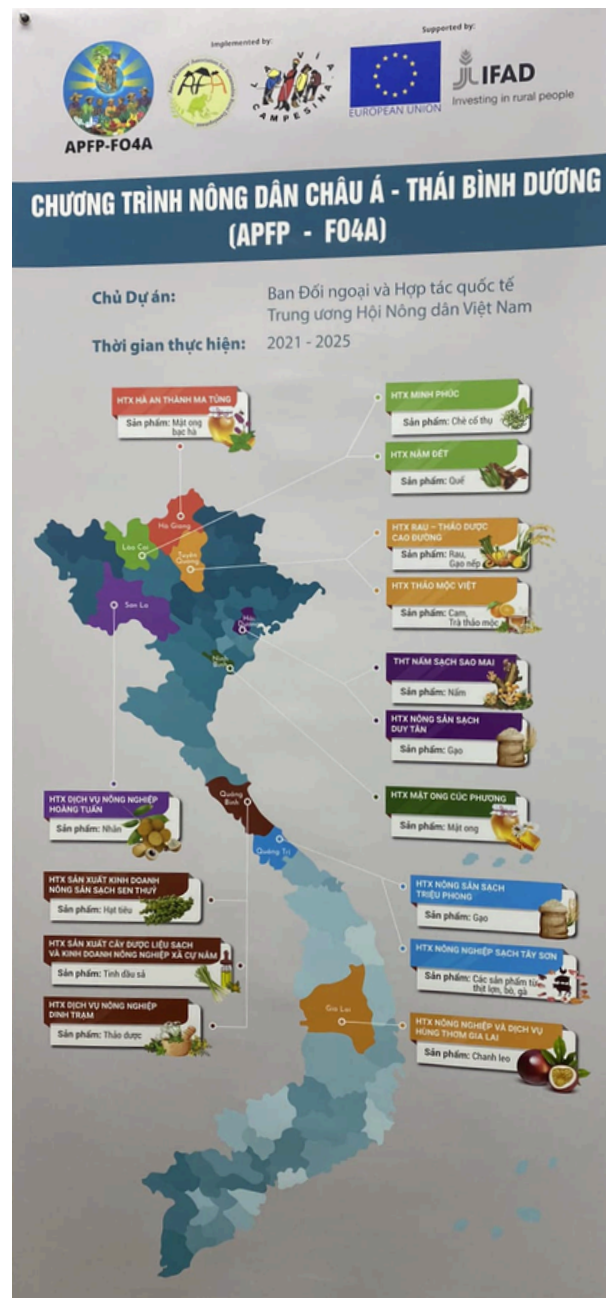 Implemented by:
Supported by:
APFP-FO4A
AFA
VIA
CAMPESINA
EUROPEAN UNION
IFAD
Investing in rural people
CHƯƠNG TRÌNH NÔNG DÂN CHÂU Á - THÁI BÌNH DƯƠNG
(APFP - FO4A)
Chủ Dự án:
Ban Đối ngoại và Hợp tác quốc tế
Trung ương Hội Nông dân Việt Nam
Thời gian thực hiện:
2021 - 2025
HTX HÀ AN THÀNH MA TỦNG
Sản phẩm: Mật ong
bạc hà
HTX MINH PHÚC
Sản phẩm: Chè cổ thụ
HTX NẬM ĐÉT
Sản phẩm: Quế
HTX RAU – THẢO DƯỢC
CAO ĐƯỜNG
Sản phẩm: Rau,
Gạo nếp
HTX THẢO MỘC VIỆT
Sản phẩm: Cam,
Trà thảo mộc
THT NẤM SẠCH SAO MAI
Sản phẩm: Nấm
HTX NÔNG SẢN SẠCH
DUY TÂN
Sản phẩm: Gạo
HTX MẬT ONG CÚC PHƯƠNG
Sản phẩm: Mật ong
Hà Giang
Lào Cai
Tuyên
Quang
Sơn La
Hải
Dương
Ninh
Bình
Quảng
Bình
Quảng Trị
Gia Lai
HTX DỊCH VỤ NÔNG NGHIỆP
HOÀNG TUẤN
Sản phẩm: Nhãn
HTX SẢN XUẤT KINH DOANH
NÔNG SẢN SẠCH SEN THUỶ
Sản phẩm: Hạt tiêu
HTX SẢN XUẤT CÂY DƯỢC LIỆU SẠCH
VÀ KINH DOANH NÔNG NGHIỆP XÃ CỰ NẪM
Sản phẩm: Tinh dầu sả
HTX DỊCH VỤ NÔNG NGHIỆP
DINH TRẠM
Sản phẩm: Thảo dược
HTX NÔNG SẢN SẠCH
TRIỆU PHONG
Sản phẩm: Gạo
HTX NÔNG NGHIỆP SẠCH TÂY SƠN
Sản phẩm: Các sản phẩm từ
thịt lợn, bò, gà
HTX NÔNG NGHIỆP VÀ DỊCH VỤ
HÙNG THƠM GIA LAI
Sản phẩm: Chanh leo